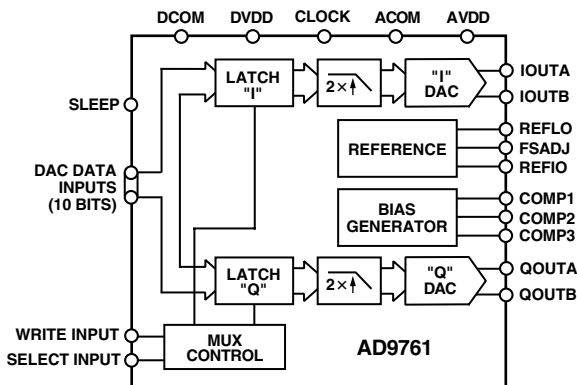 DCOM DVDD CLOCK ACOM AVDD
SLEEP
DAC DATA
INPUTS
(10 BITS)
WRITE INPUT
SELECT INPUT
LATCH
"I"
2×
"I"
DAC
IOUTA
IOUTB
REFERENCE
REFLO
FSADJ
REFIO
BIAS
GENERATOR
COMP1
COMP2
COMP3
LATCH
"Q"
2×
"Q"
DAC
QOUTA
QOUTB
MUX
CONTROL
AD9761